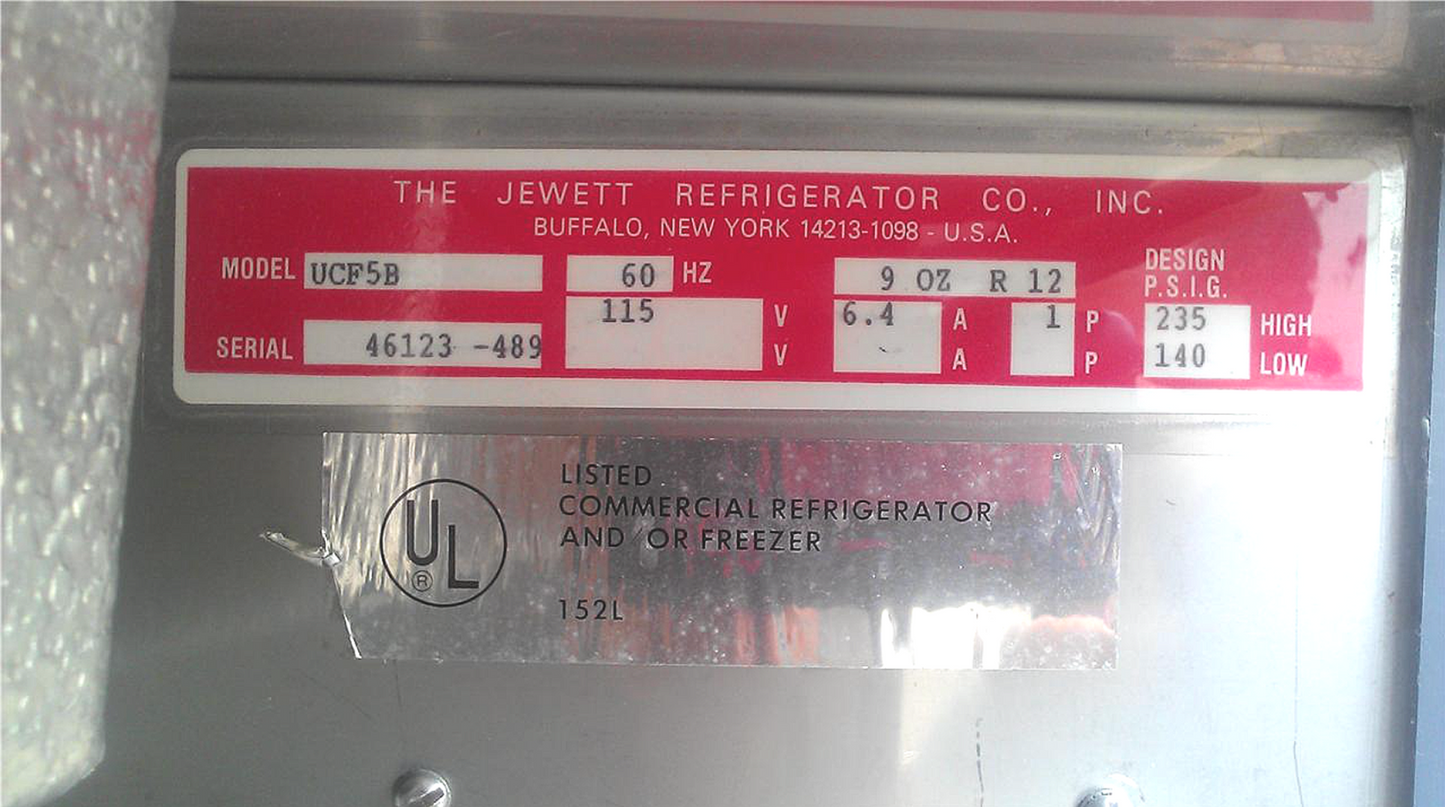 THE JEWETT REFRIGERATOR CO., INC.
BUFFALO, NEW YORK 14213-1098 - U.S.A.
MODEL UCF5B 60 HZ 9 OZ R 12 DESIGN P.S.I.G.
115 V 6.4 A 1 P 235 HIGH
SERIAL 46123 -489 V A P 140 LOW
UL ®
LISTED
COMMERCIAL REFRIGERATOR
AND/OR FREEZER
152L